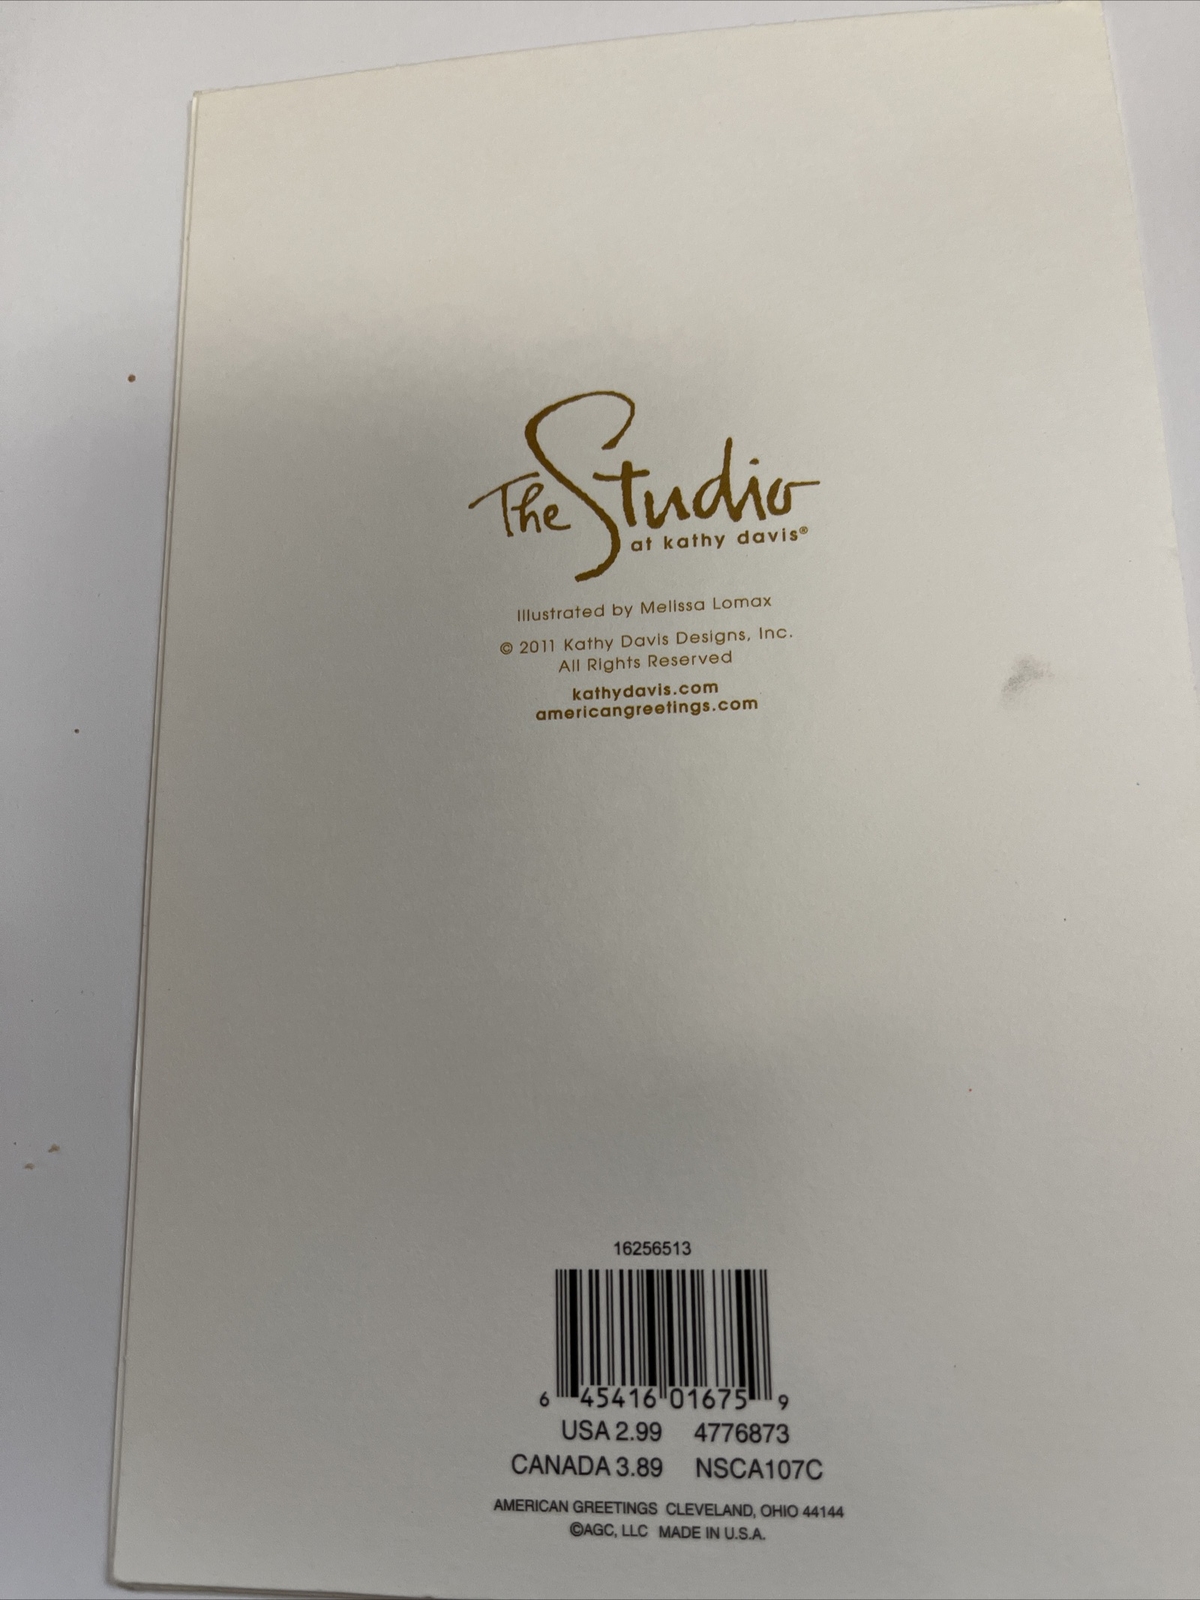 The Studio
at kathy davis®
Illustrated by Melissa Lomax
© 2011 Kathy Davis Designs, Inc.
All Rights Reserved
kathydavis.com
americangreetings.com
16256513
6 45416 01675 9
USA 2.99 4776873
CANADA 3.89 NSCA107C
AMERICAN GREETINGS CLEVELAND, OHIO 44144
©AGC, LLC MADE IN U.S.A.